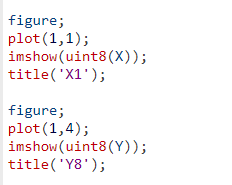 figure;
plot(1,1);
imshow(uint8(X));
title('X1');
figure;
plot(1,4);
imshow(uint8(Y));
title('Y8');